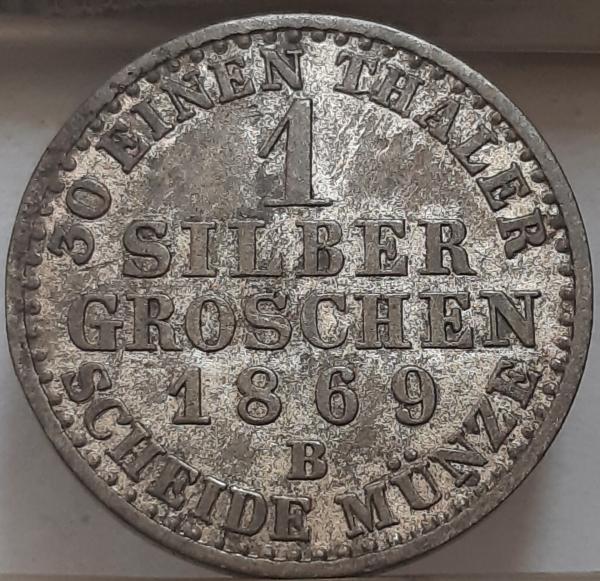 30 EINEN THALER
1
SILBER
GROSCHEN
1869
B
SCHEIDE MÜNZE